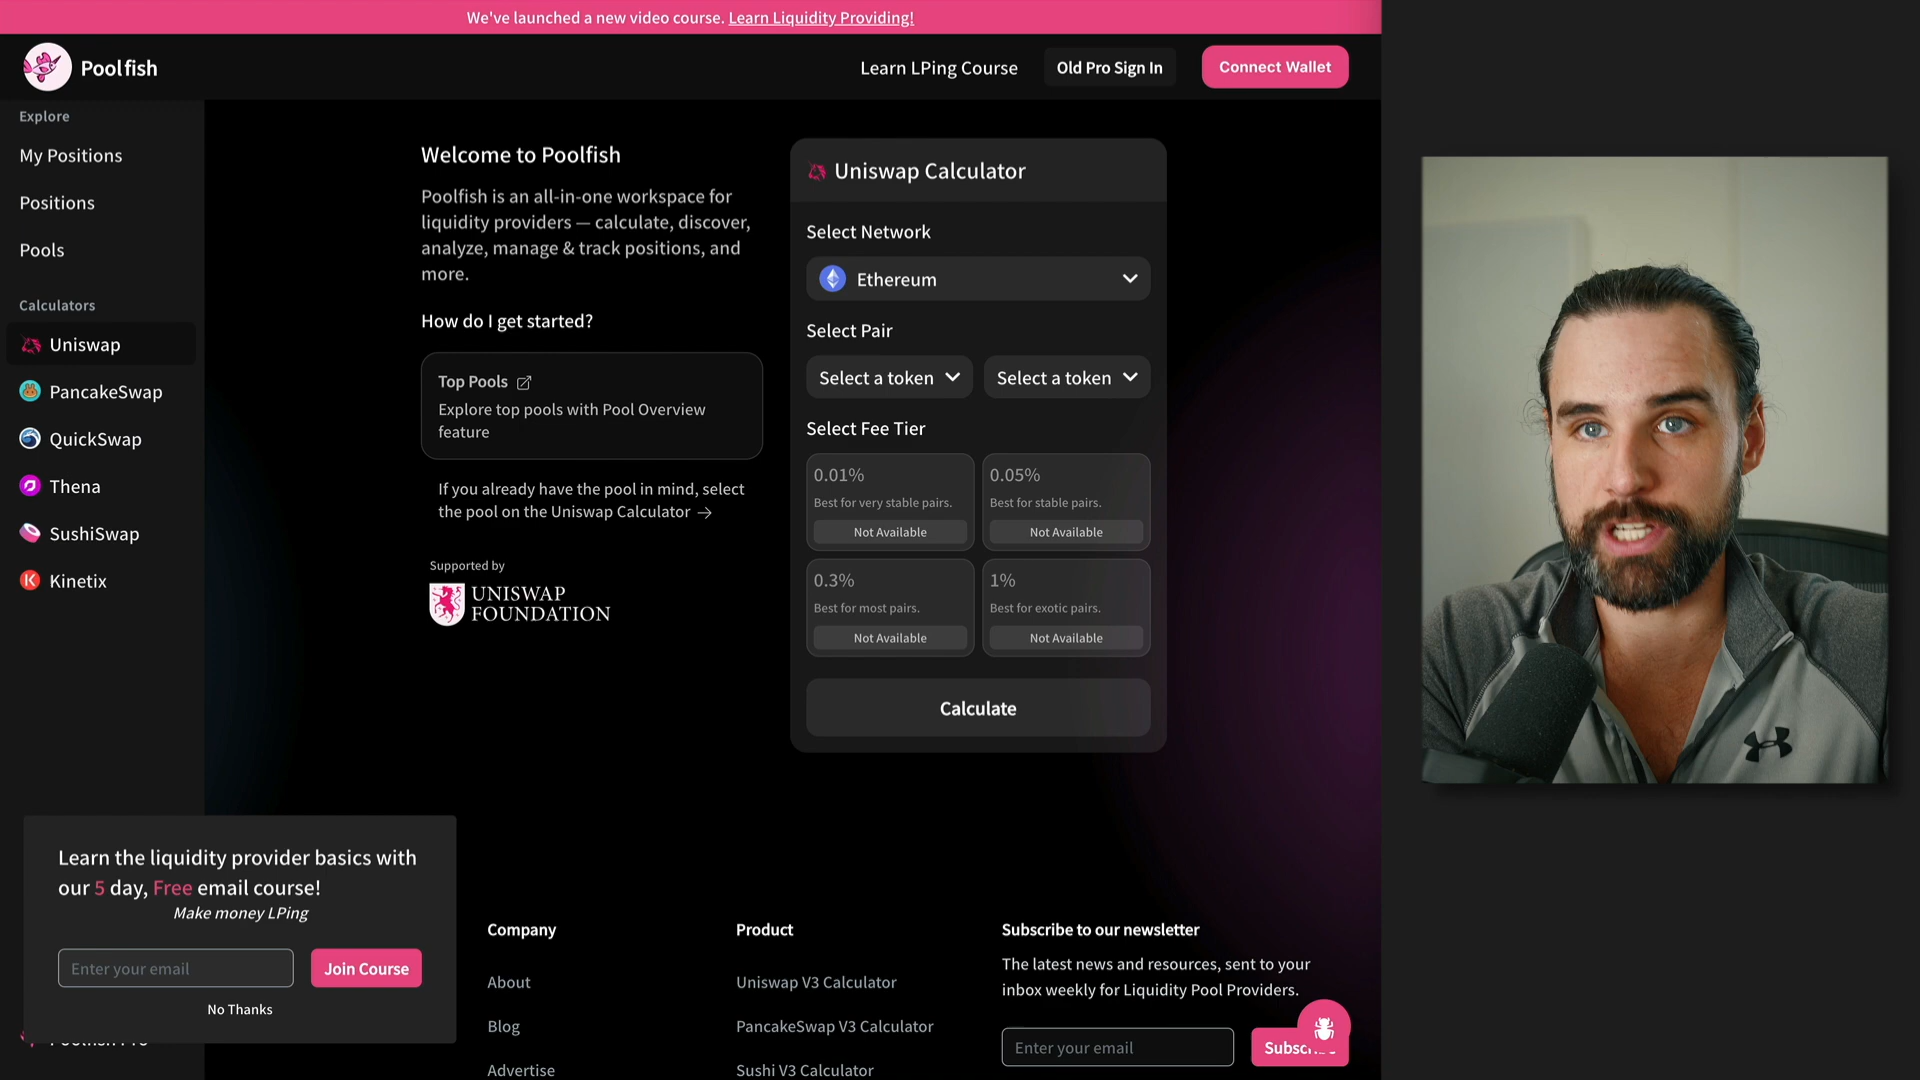 We've launched a new video course. Learn Liquidity Providing!
Poolfish
Learn LPing Course
Old Pro Sign In
Connect Wallet
Explore
My Positions
Positions
Pools
Calculators
Uniswap
PancakeSwap
QuickSwap
Thena
SushiSwap
Kinetix
Welcome to Poolfish
Poolfish is an all-in-one workspace for
liquidity providers — calculate, discover,
analyze, manage & track positions, and
more.
How do I get started?
Top Pools
Explore top pools with Pool Overview
feature
If you already have the pool in mind, select
the pool on the Uniswap Calculator →
Supported by
UNISWAP
FOUNDATION
Uniswap Calculator
Select Network
Ethereum
Select Pair
Select a token
Select a token
Select Fee Tier
0.01%
Best for very stable pairs.
Not Available
0.05%
Best for stable pairs.
Not Available
0.3%
Best for most pairs.
Not Available
1%
Best for exotic pairs.
Not Available
Calculate
Learn the liquidity provider basics with
our 5 day, Free email course!
Make money LPing
Enter your email
Join Course
No Thanks
Company
About
Blog
Advertise
Product
Uniswap V3 Calculator
PancakeSwap V3 Calculator
Sushi V3 Calculator
Subscribe to our newsletter
The latest news and resources, sent to your
inbox weekly for Liquidity Pool Providers.
Enter your email